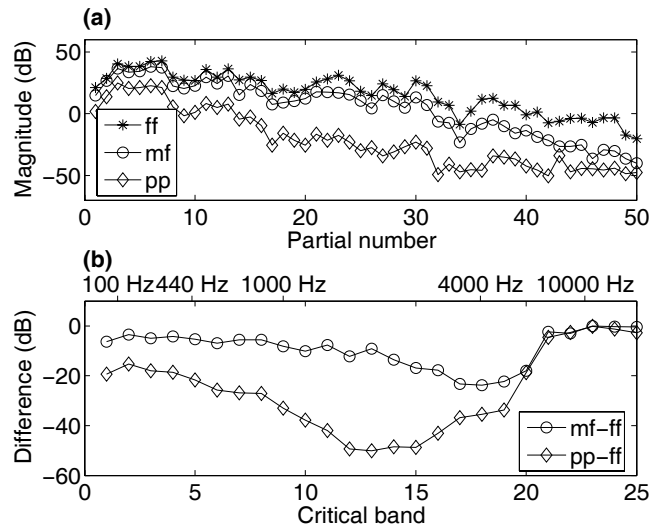 (a)
Magnitude (dB)
50
0
−50
ff
mf
pp
0 10 20 30 40 50
Partial number
(b)
100 Hz 440 Hz 1000 Hz 4000 Hz 10000 Hz
Difference (dB)
0
−20
−40
−60
mf−ff
pp−ff
0 5 10 15 20 25
Critical band